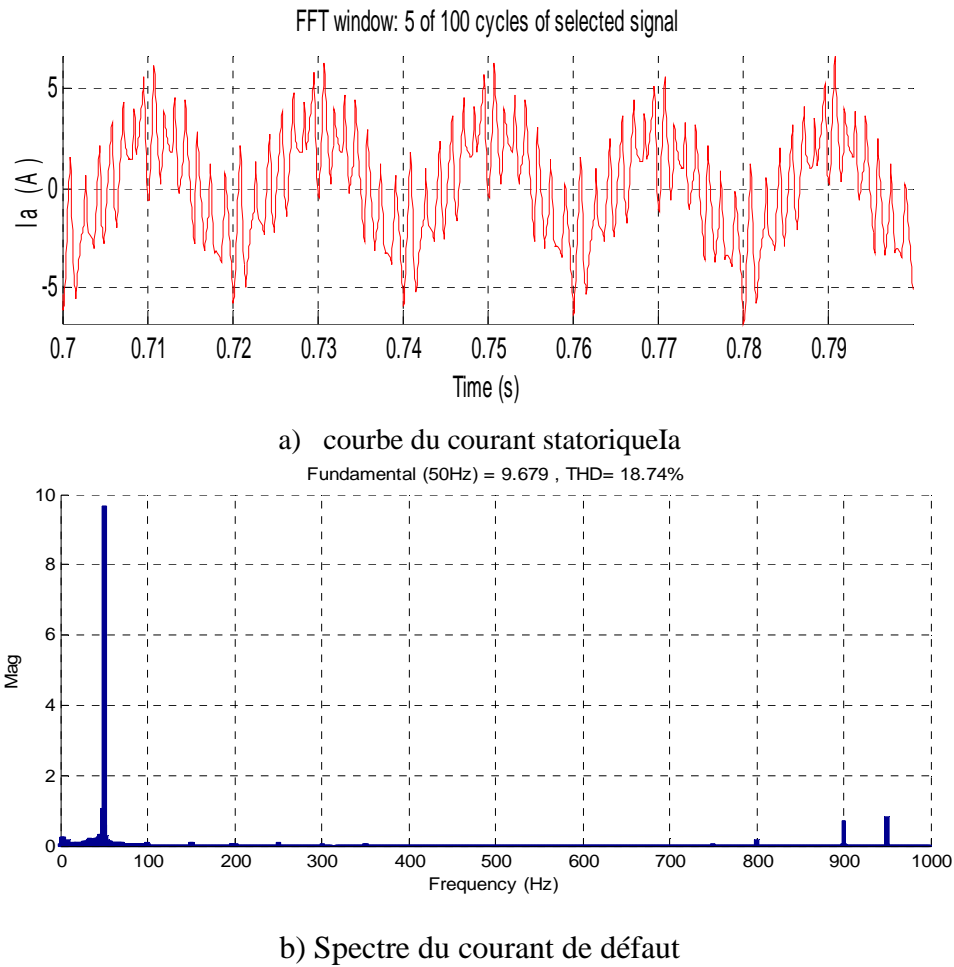 FFT window: 5 of 100 cycles of selected signal
5
0
-5
Ia (A)
0.7 0.71 0.72 0.73 0.74 0.75 0.76 0.77 0.78 0.79
Time (s)
a) courbe du courant statoriqueIa
Fundamental (50Hz) = 9.679 , THD= 18.74%
10
8
6
4
2
0
Mag
0 100 200 300 400 500 600 700 800 900 1000
Frequency (Hz)
b) Spectre du courant de défaut